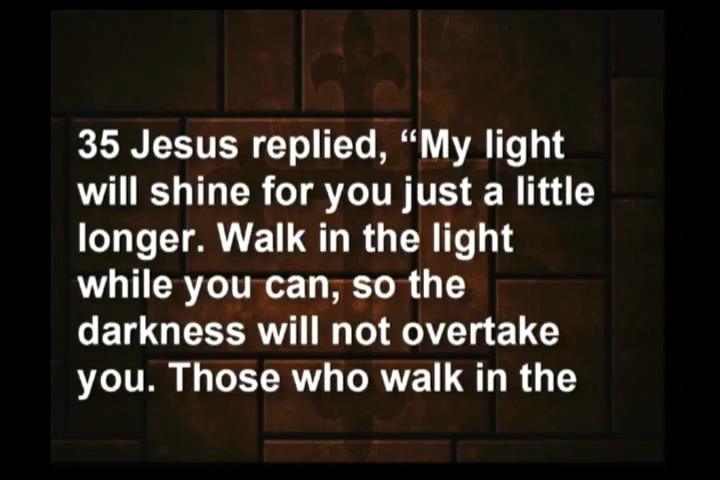 35 Jesus replied, “My light
will shine for you just a little
longer. Walk in the light
while you can, so the
darkness will not overtake
you. Those who walk in the